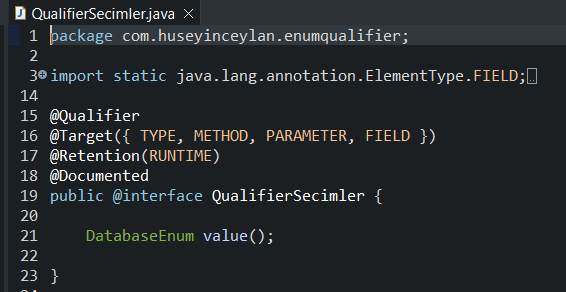 QualifierSecimler.java
1 package com.huseyinceylan.enumqualifier;
2
3 import static java.lang.annotation.ElementType.FIELD;
14
15 @Qualifier
16 @Target({ TYPE, METHOD, PARAMETER, FIELD })
17 @Retention(RUNTIME)
18 @Documented
19 public @interface QualifierSecimler {
20
21     DatabaseEnum value();
22
23 }